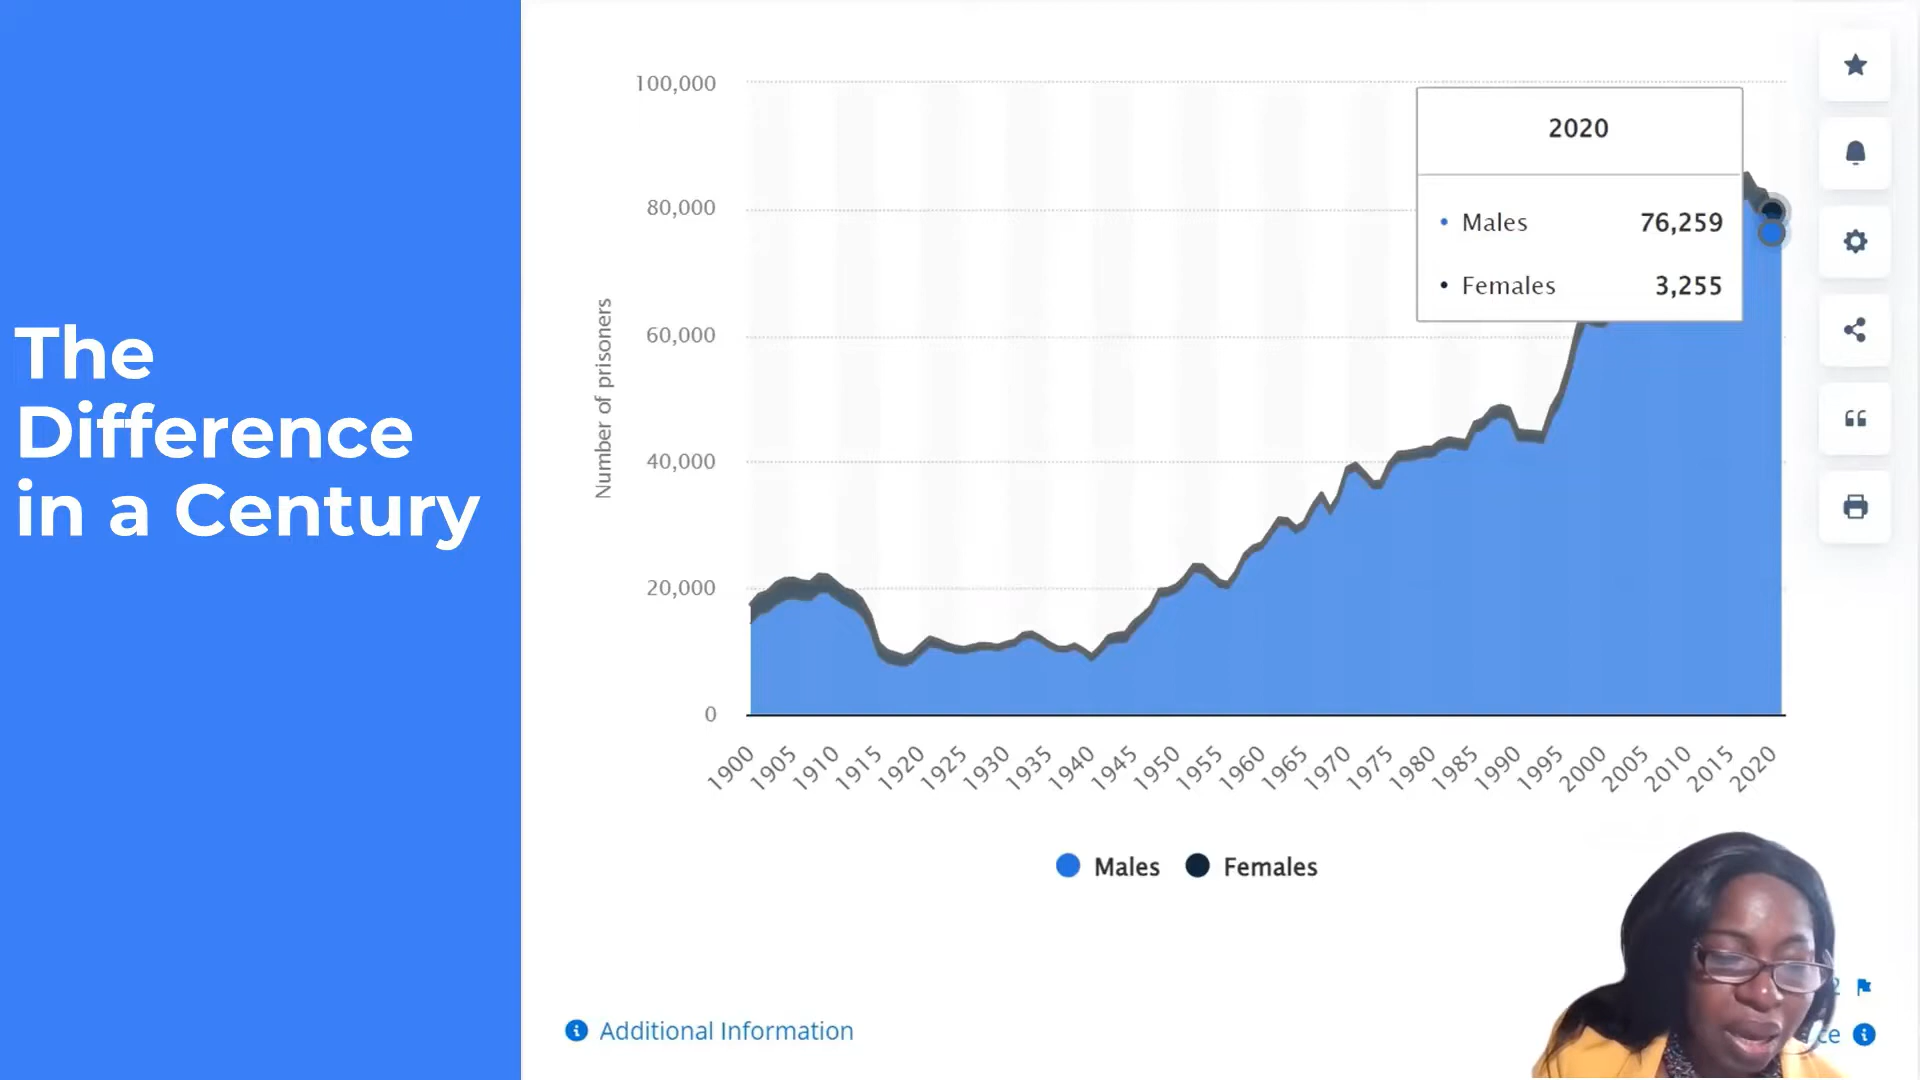 The
Difference
in a Century
100,000
80,000
60,000
40,000
20,000
0
Number of prisoners
2020
• Males 76,259
• Females 3,255
1900 1905 1910 1915 1920 1925 1930 1935 1940 1945 1950 1955 1960 1965 1970 1975 1980 1985 1990 1995 2000 2005 2010 2015 2020
Males Females
Additional Information